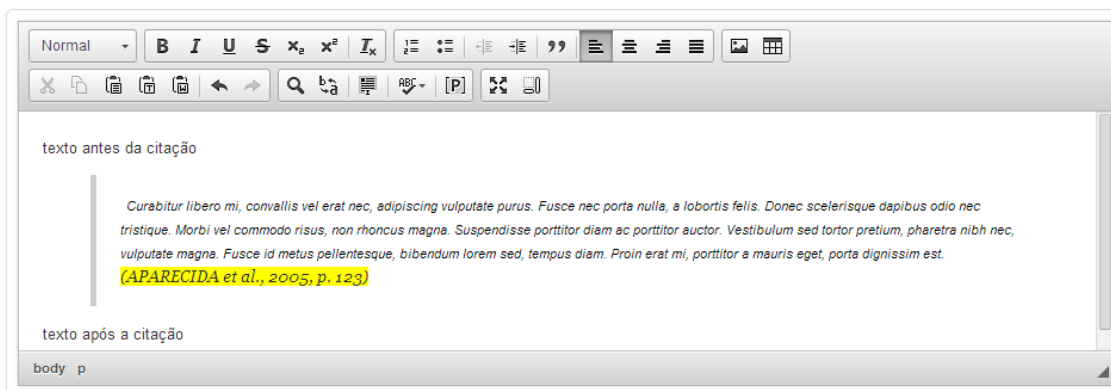 Normal
B I U S x₂ x² Ix
ABC [P]
texto antes da citação
Curabitur libero mi, convallis vel erat nec, adipiscing vulputate purus. Fusce nec porta nulla, a lobortis felis. Donec scelerisque dapibus odio nec
tristique. Morbi vel commodo risus, non rhoncus magna. Suspendisse porttitor diam ac porttitor auctor. Vestibulum sed tortor pretium, pharetra nibh nec,
vulputate magna. Fusce id metus pellentesque, bibendum lorem sed, tempus diam. Proin erat mi, porttitor a mauris eget, porta dignissim est.
(APARECIDA et al., 2005, p. 123)
texto após a citação
body p